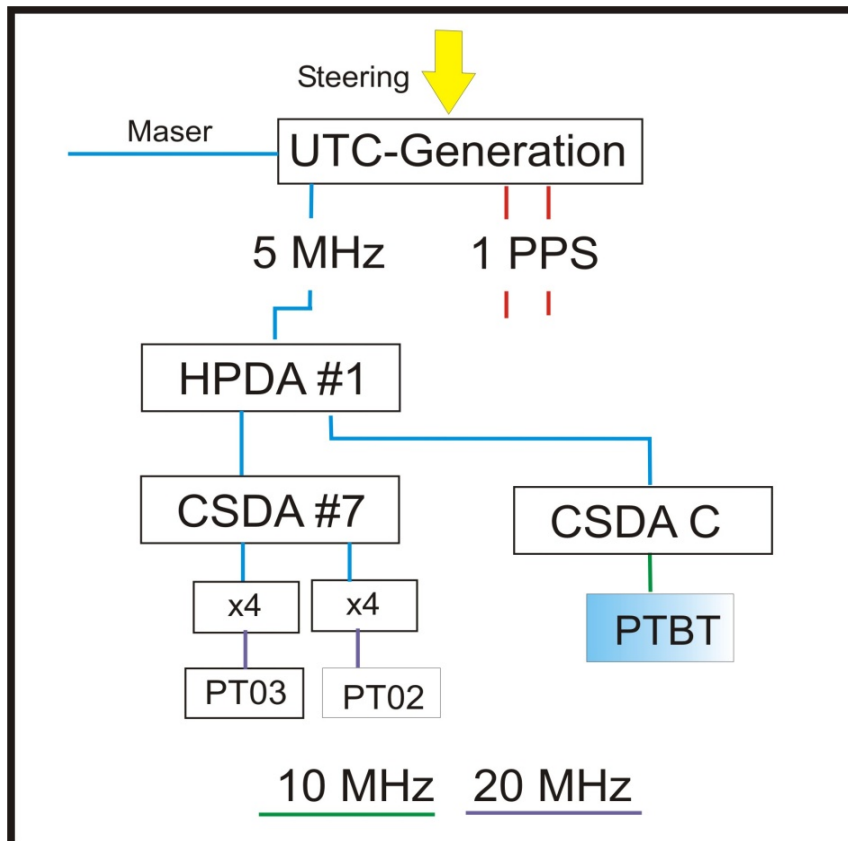 Steering
Maser
UTC-Generation
5 MHz
1 PPS
HPDA #1
CSDA #7
CSDA C
x4
x4
PTBT
PT03
PT02
10 MHz
20 MHz